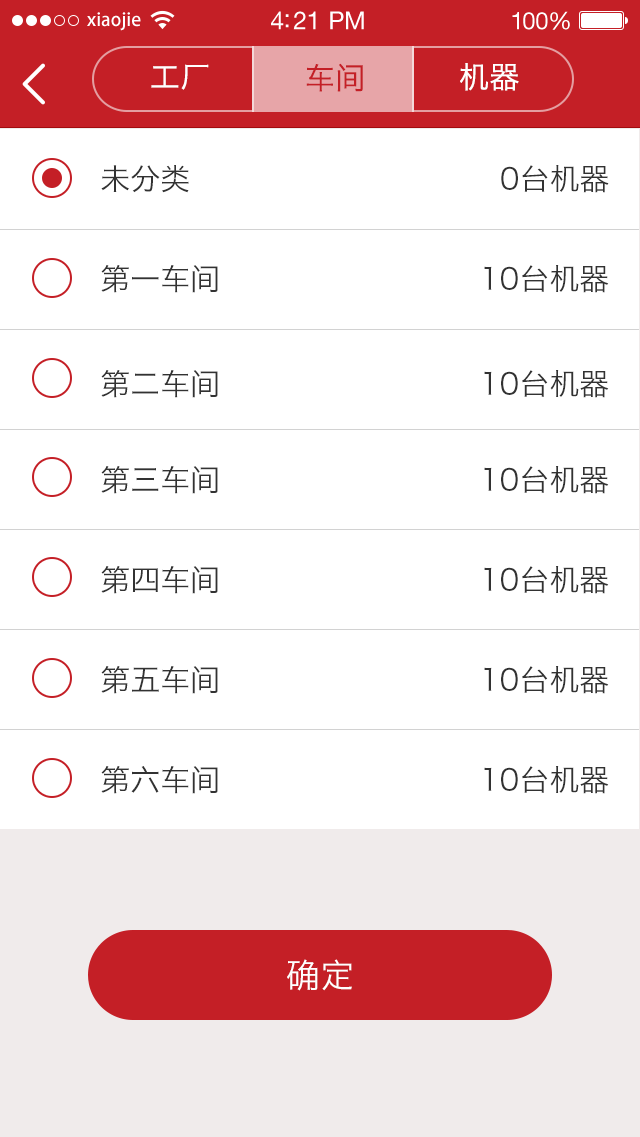 xiaojie 4:21 PM 100%
工厂 车间 机器
未分类 0台机器
第一车间 10台机器
第二车间 10台机器
第三车间 10台机器
第四车间 10台机器
第五车间 10台机器
第六车间 10台机器
确定